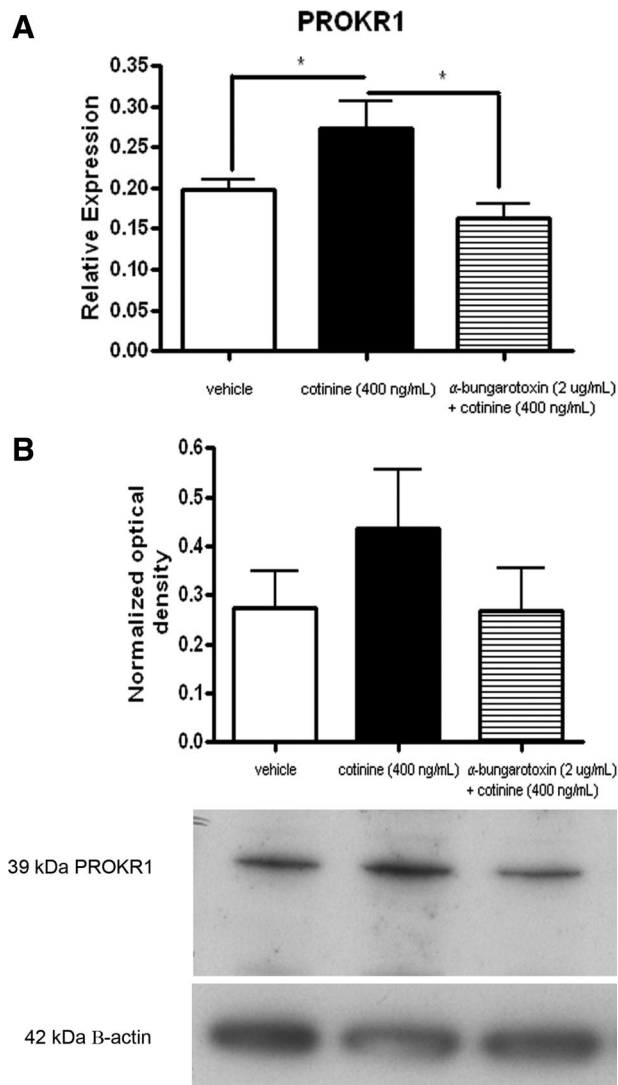 A
PROKR1
Relative Expression
0.35
0.30
0.25
0.20
0.15
0.10
0.05
0.00
*
*
vehicle
cotinine (400 ng/mL)
α-bungarotoxin (2 ug/mL)
+ cotinine (400 ng/mL)
B
Normalized optical
density
0.6
0.5
0.4
0.3
0.2
0.1
0.0
vehicle
cotinine (400 ng/mL)
α-bungarotoxin (2 ug/mL)
+ cotinine (400 ng/mL)
39 kDa PROKR1
42 kDa B-actin